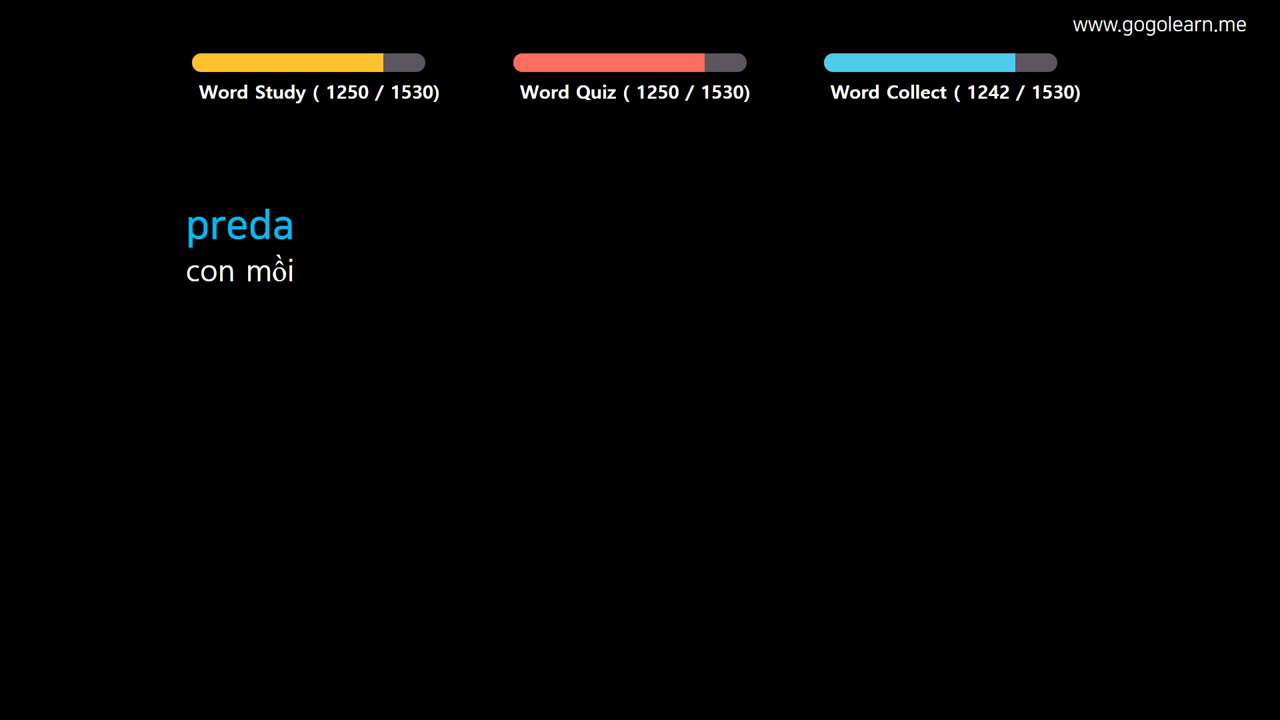 www.gogolearn.me
Word Study ( 1250 / 1530)
Word Quiz ( 1250 / 1530)
Word Collect ( 1242 / 1530)
preda
con mồi